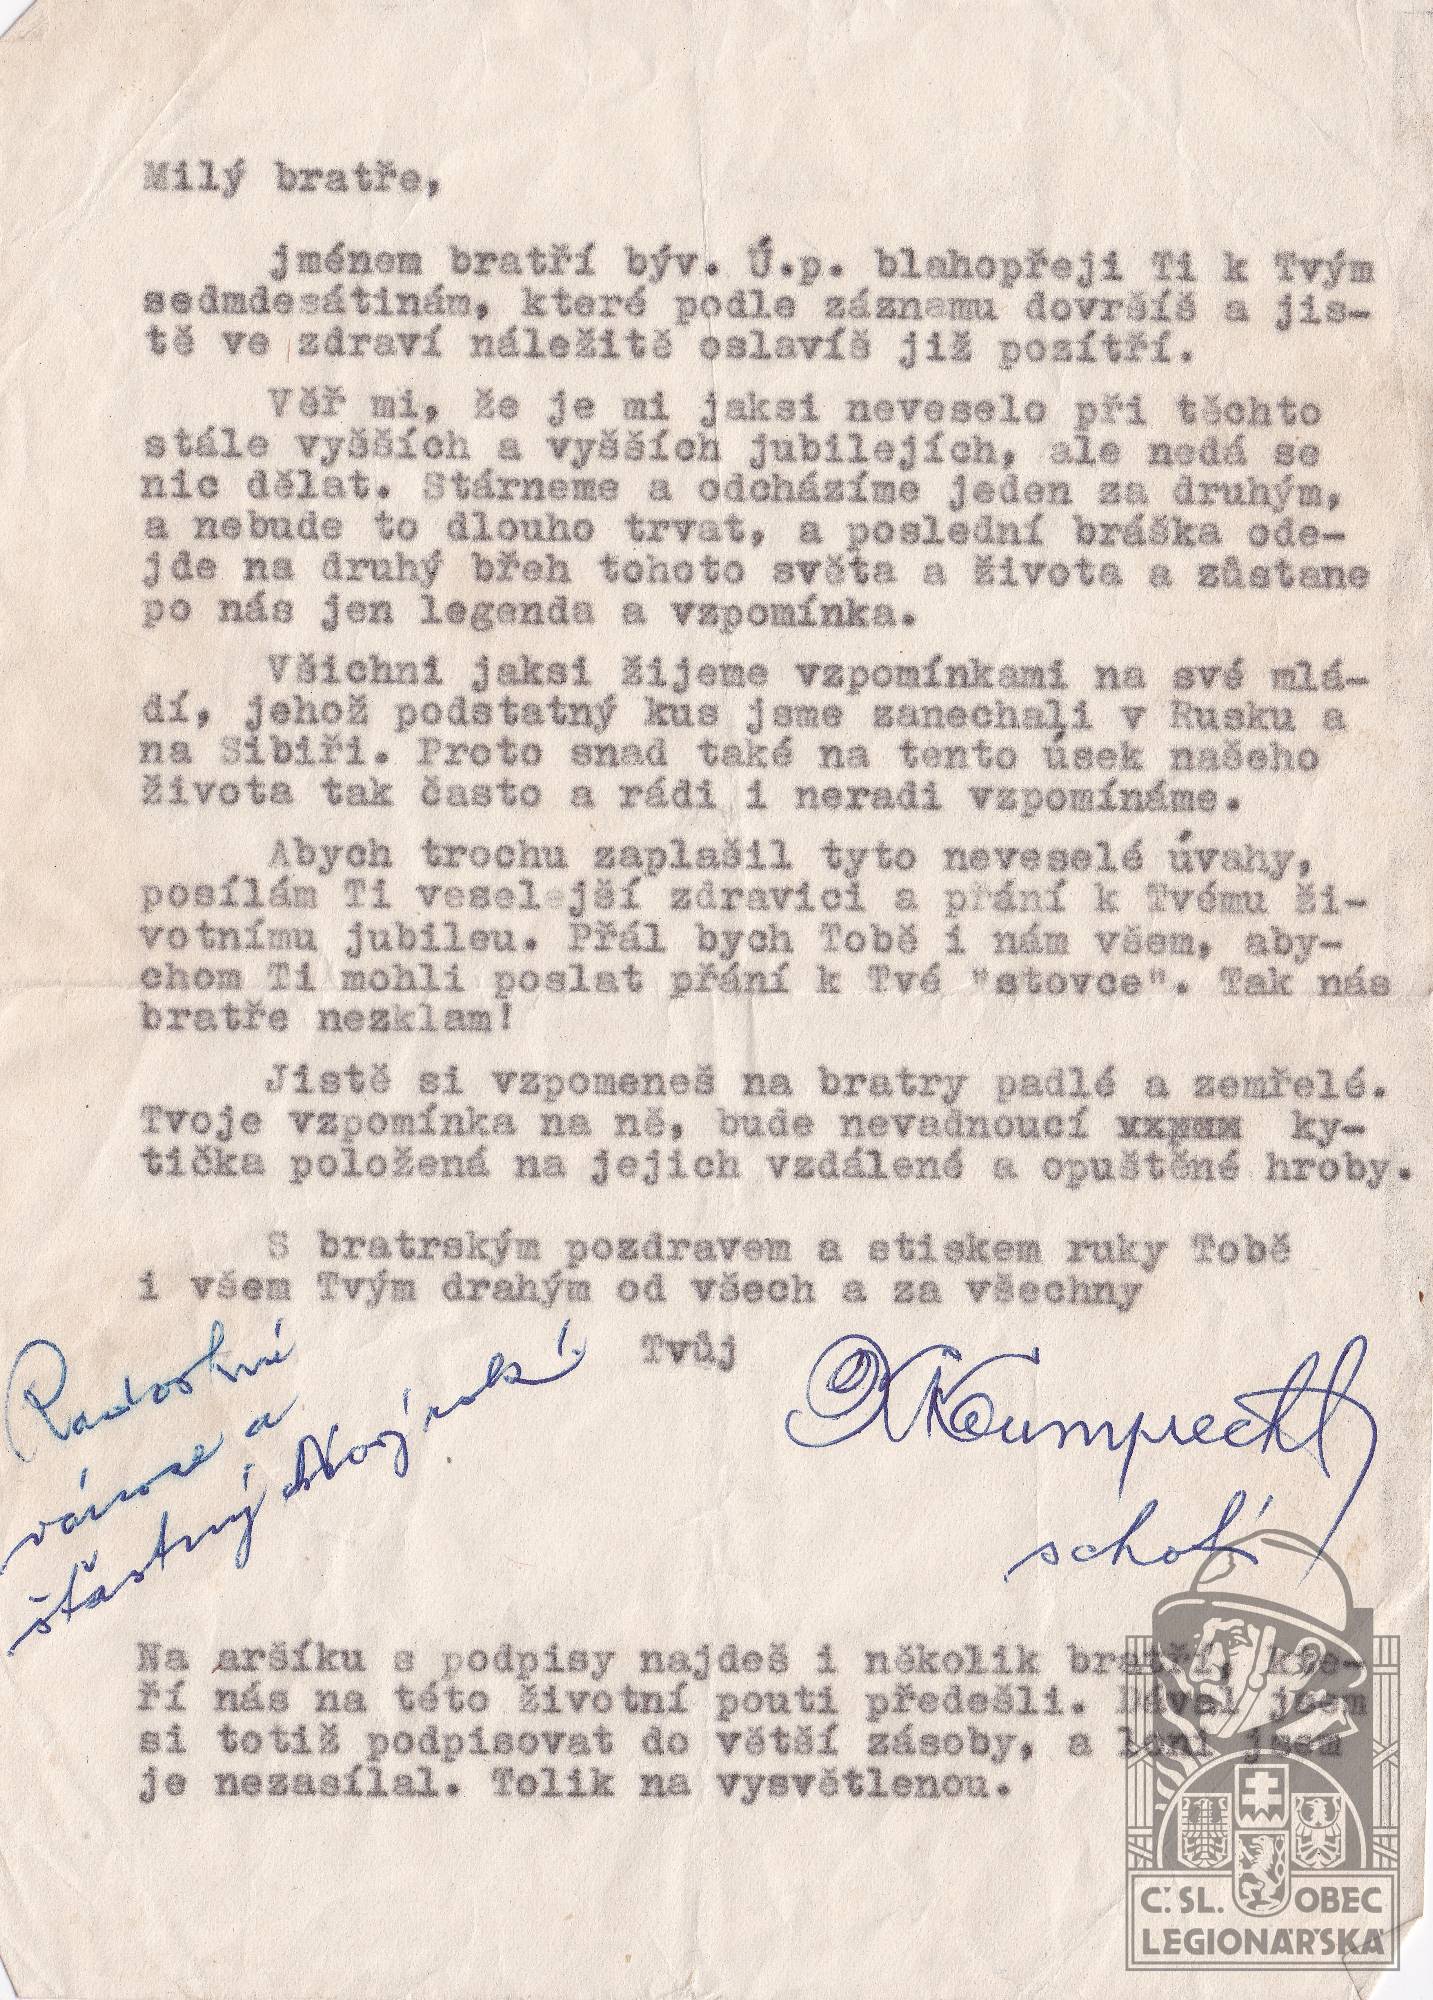 Milý bratře,
jménem bratří býv. Ú.p. blahopřeji Ti k Tvým
sedmdesátinám, které podle záznamu dovršíš a jis-
tě ve zdraví náležitě oslavíš již pozítří.
Věř mi, že je mi jaksi neveselo při těchto
stále vyšších a vyšších jubilejích, ale nedá se
nic dělat. Stárneme a odcházíme jeden za druhým,
a nebude to dlouho trvat, a poslední bráška ode-
jde na druhý břeh tohoto světa a života a zůstane
po nás jen legenda a vzpomínka.
Všichni jaksi žijeme vzpomínkami na své mlá-
dí, jehož podstatný kus jsme zanechali v Rusku a
na Sibiři. Proto snad také na tento úsek našeho
života tak často a rádi i neradi vzpomínáme.
Abych trochu zaplašil tyto neveselé úvahy,
posílám Ti veselejší zdravici a přání k Tvému ži-
votnímu jubileu. Přál bych Tobě i nám všem, aby-
chom Ti mohli poslat přání k Tvé "stovce". Tak nás
bratře nezklam!
Jistě si vzpomeneš na bratry padlé a zemřelé.
Tvoje vzpomínka na ně, bude nevadnoucí ky-
tička položená na jejich vzdálené a opuštěné hroby.
S bratrským pozdravem a stiskem ruky Tobě
i všem Tvým drahým od všech a za všechny
Tvůj
Radostné
vánoce a
šťastný Nový rok!
Na aršíku s podpisy najdeš i několik bratří, kte-
ří nás na této životní pouti předešli. Dával jsem
si totiž podpisovat do větší zásoby, a loni jsem
je nezasílal. Tolik na vysvětlenou.
Č.SL. OBEC
LEGIONÁŘSKÁ